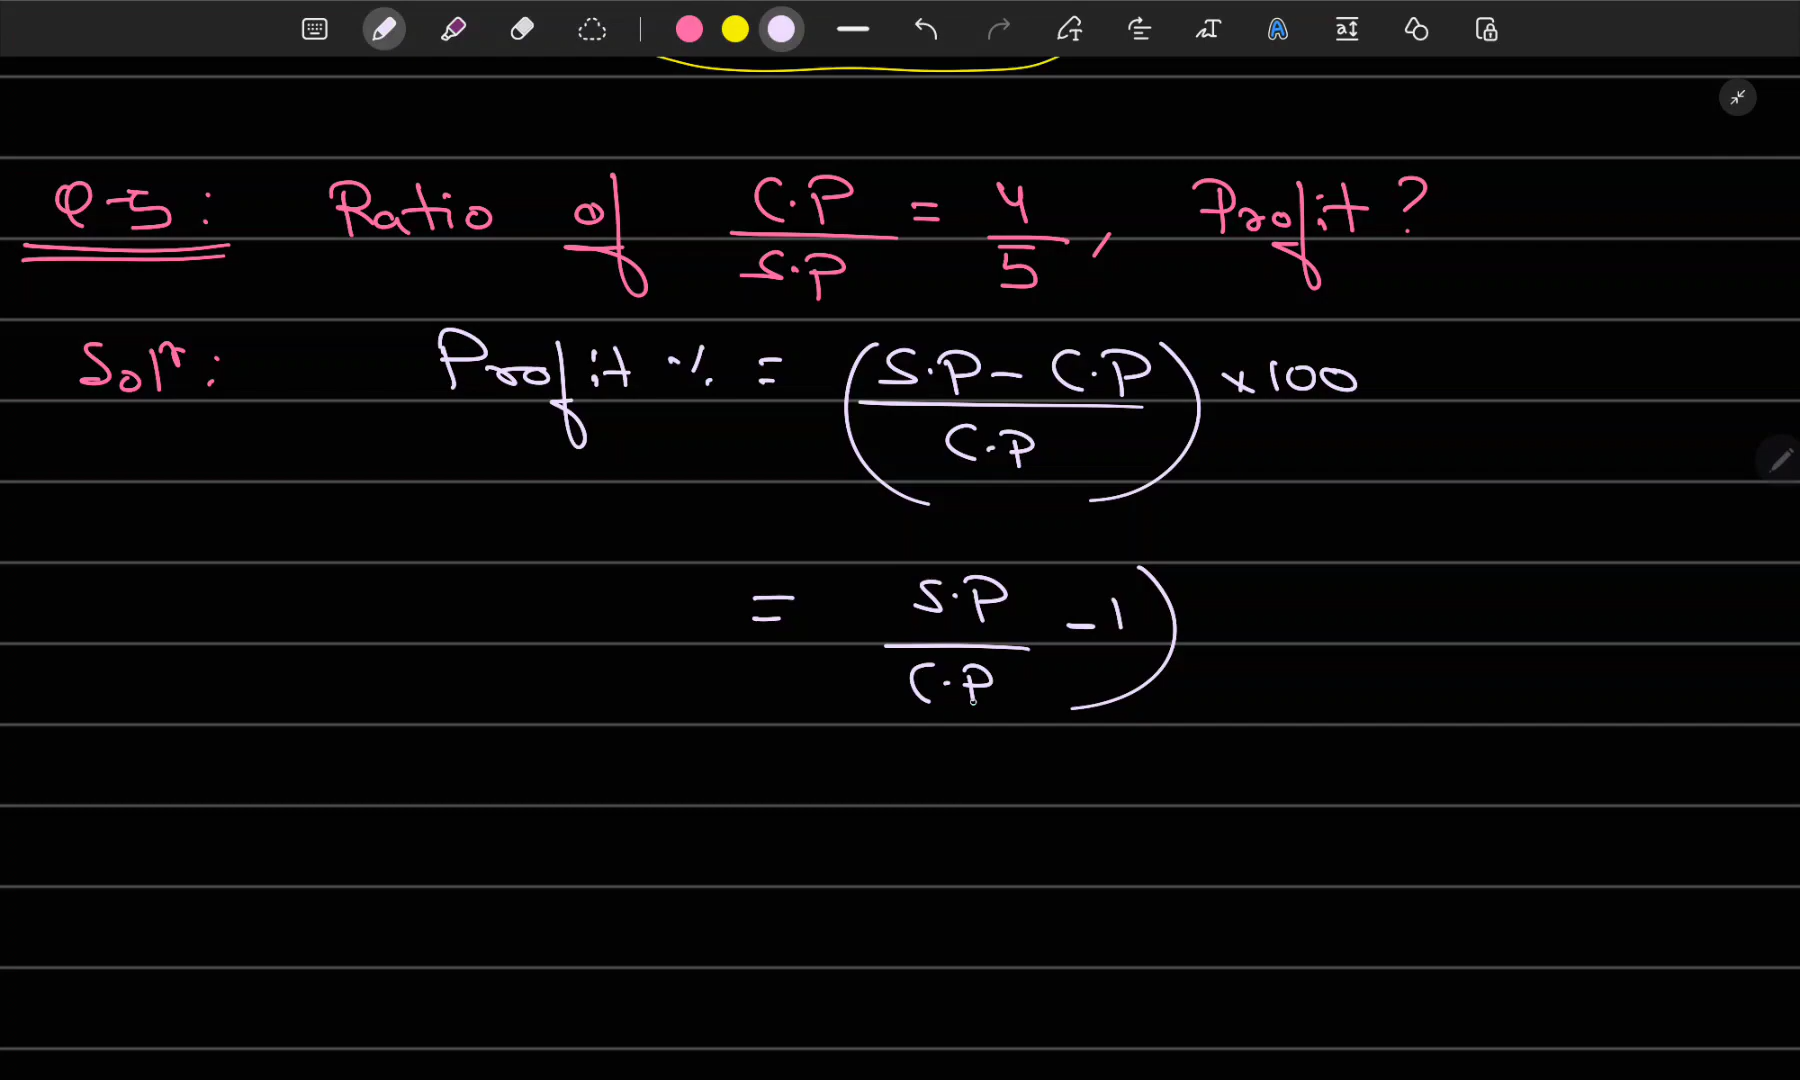 Q-5: Ratio of C.P/S.P = 4/5, Profit?
Soln: Profit % = (S.P - C.P / C.P) × 100
= S.P/C.P - 1)